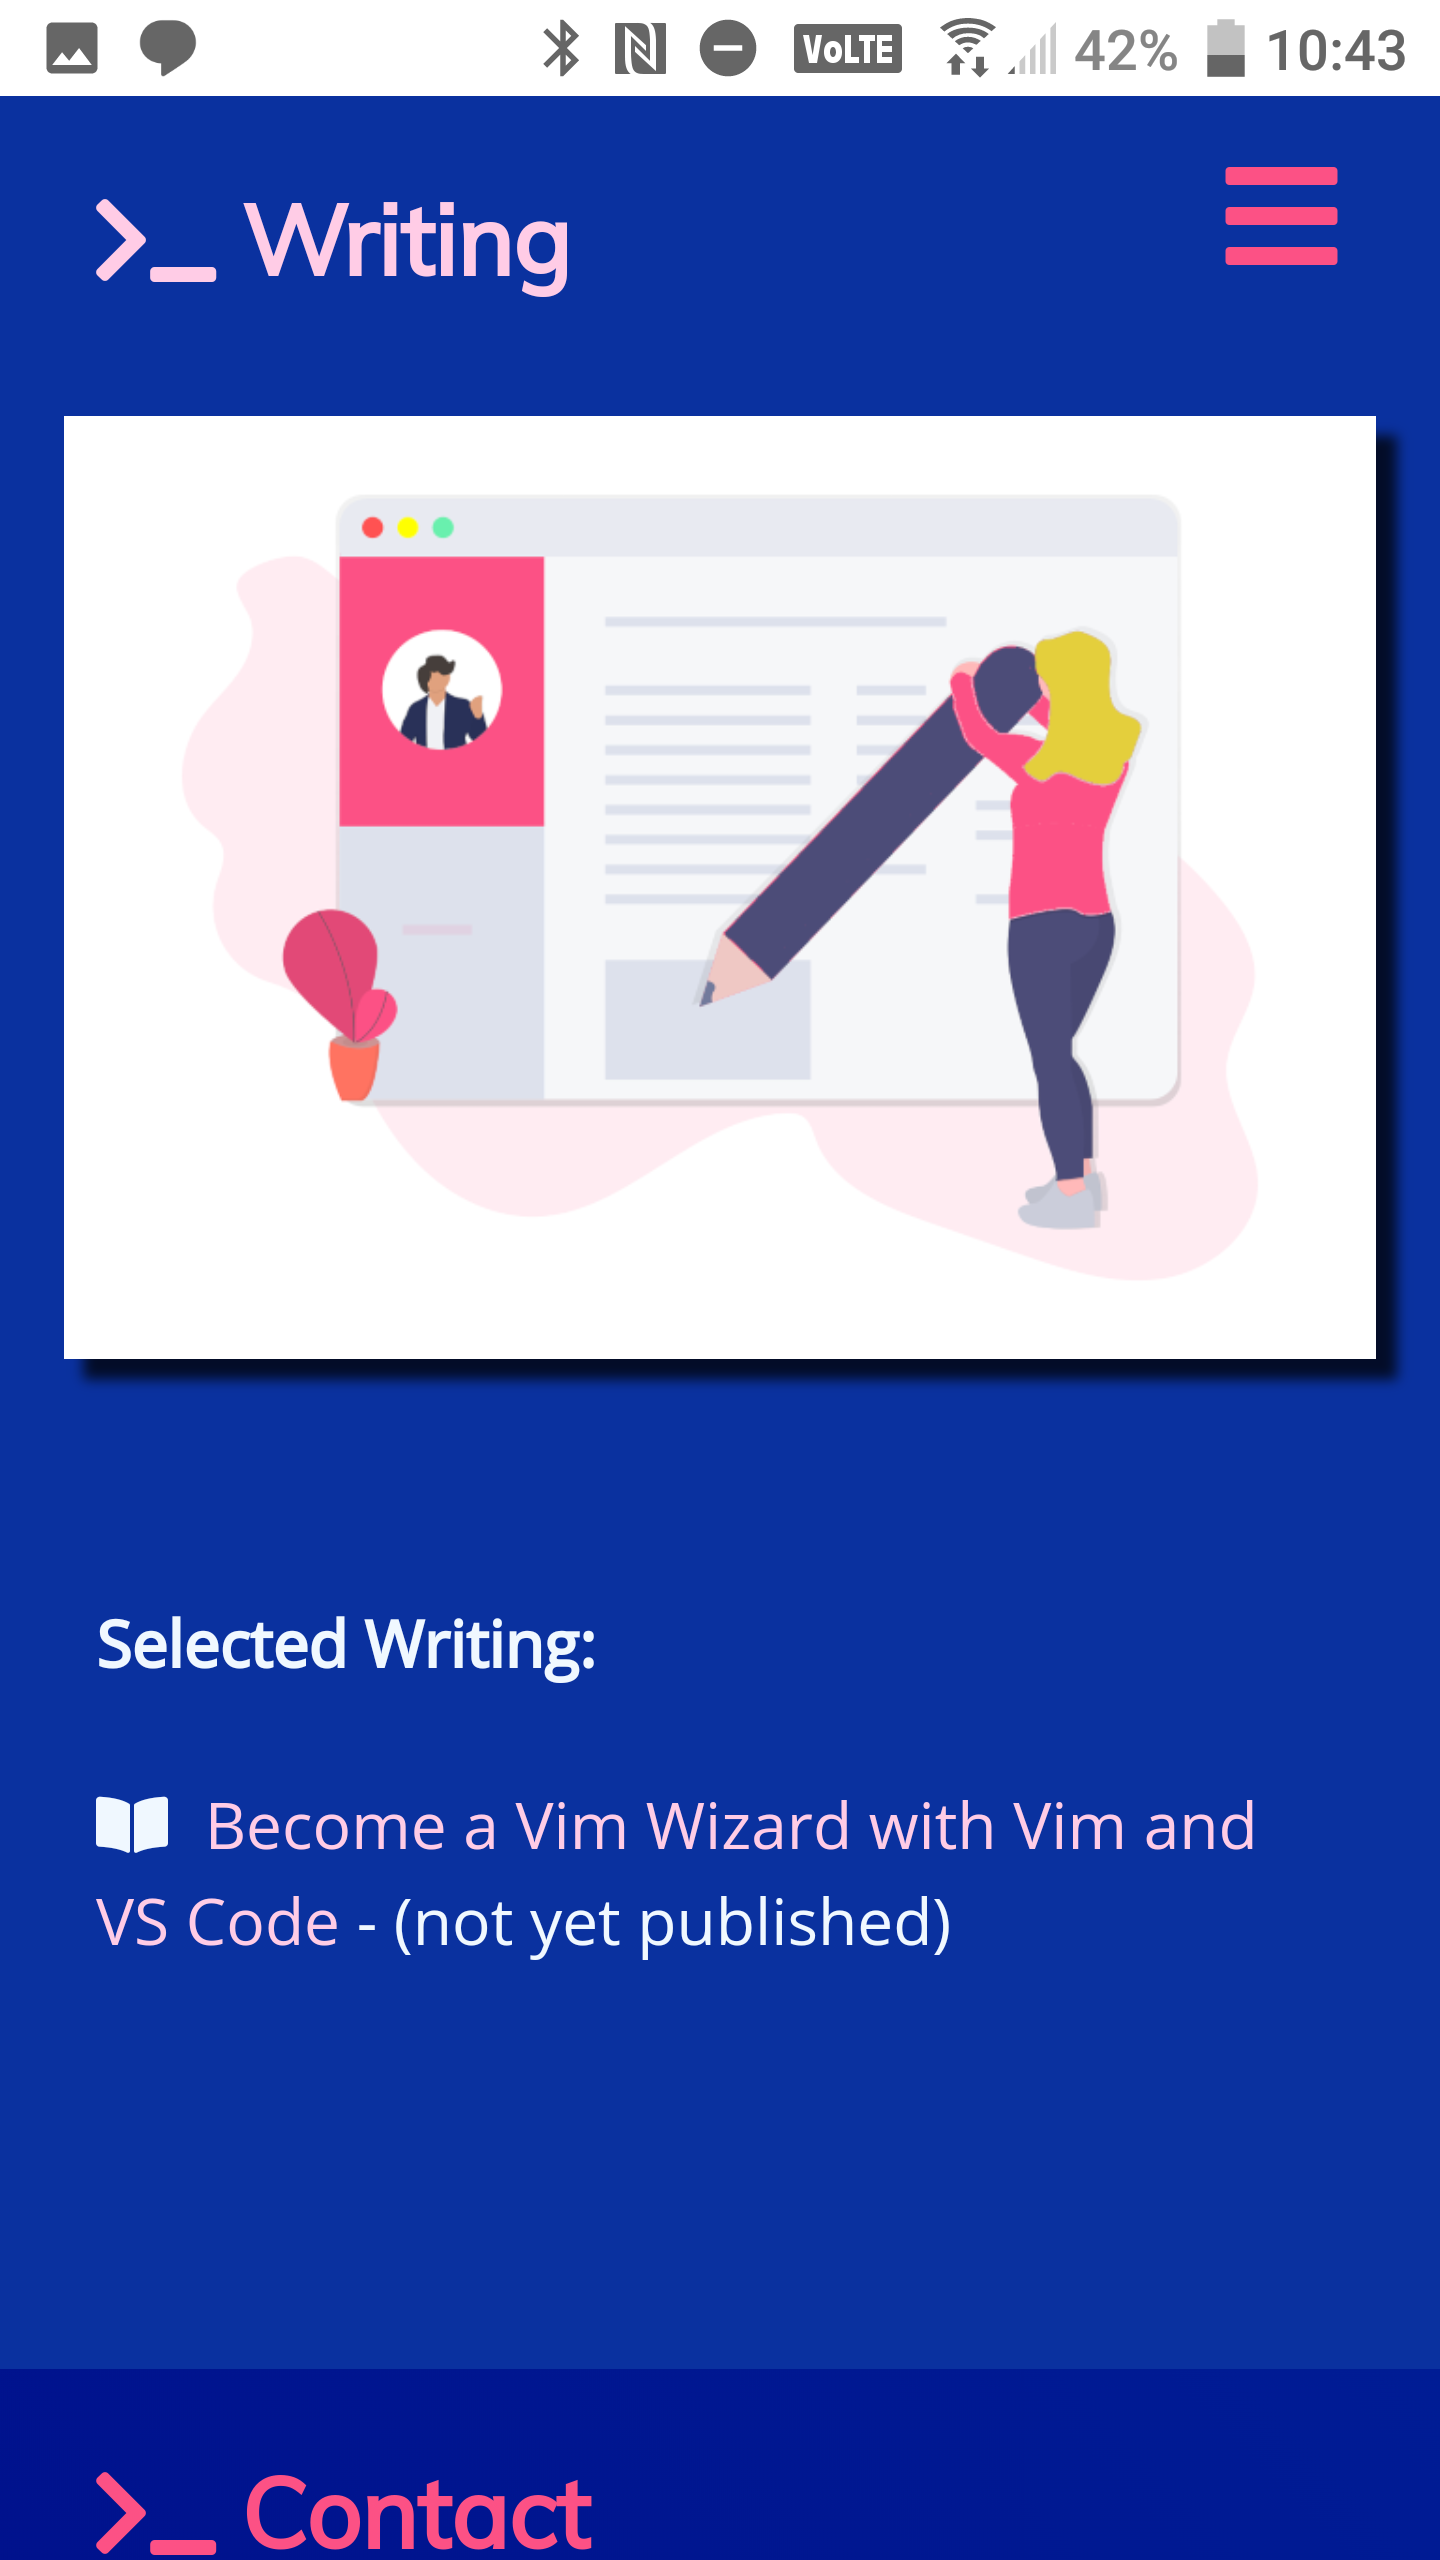 VoLTE 42% 10:43
>_ Writing
Selected Writing:
Become a Vim Wizard with Vim and
VS Code - (not yet published)
>_ Contact